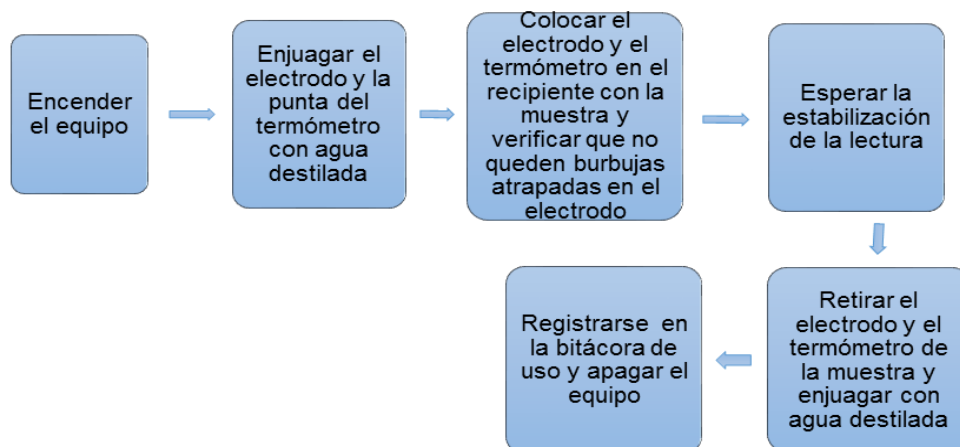 Encender
el equipo
Enjuagar el
electrodo y la
punta del
termómetro
con agua
destilada
Colocar el
electrodo y el
termómetro en el
recipiente con la
muestra y
verificar que no
queden burbujas
atrapadas en el
electrodo
Esperar la
estabilización
de la lectura
Retirar el
electrodo y el
termómetro de
la muestra y
enjuagar con
agua destilada
Registrarse en
la bitácora de
uso y apagar el
equipo